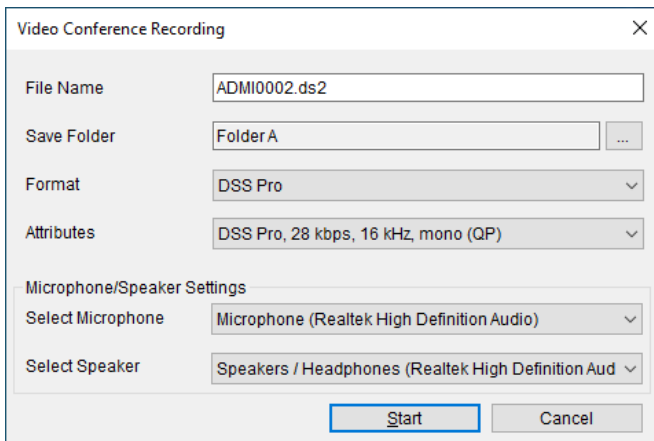 Video Conference Recording
File Name ADMI0002.ds2
Save Folder Folder A ...
Format DSS Pro
Attributes DSS Pro, 28 kbps, 16 kHz, mono (QP)
Microphone/Speaker Settings
Select Microphone Microphone (Realtek High Definition Audio)
Select Speaker Speakers / Headphones (Realtek High Definition Aud
Start Cancel